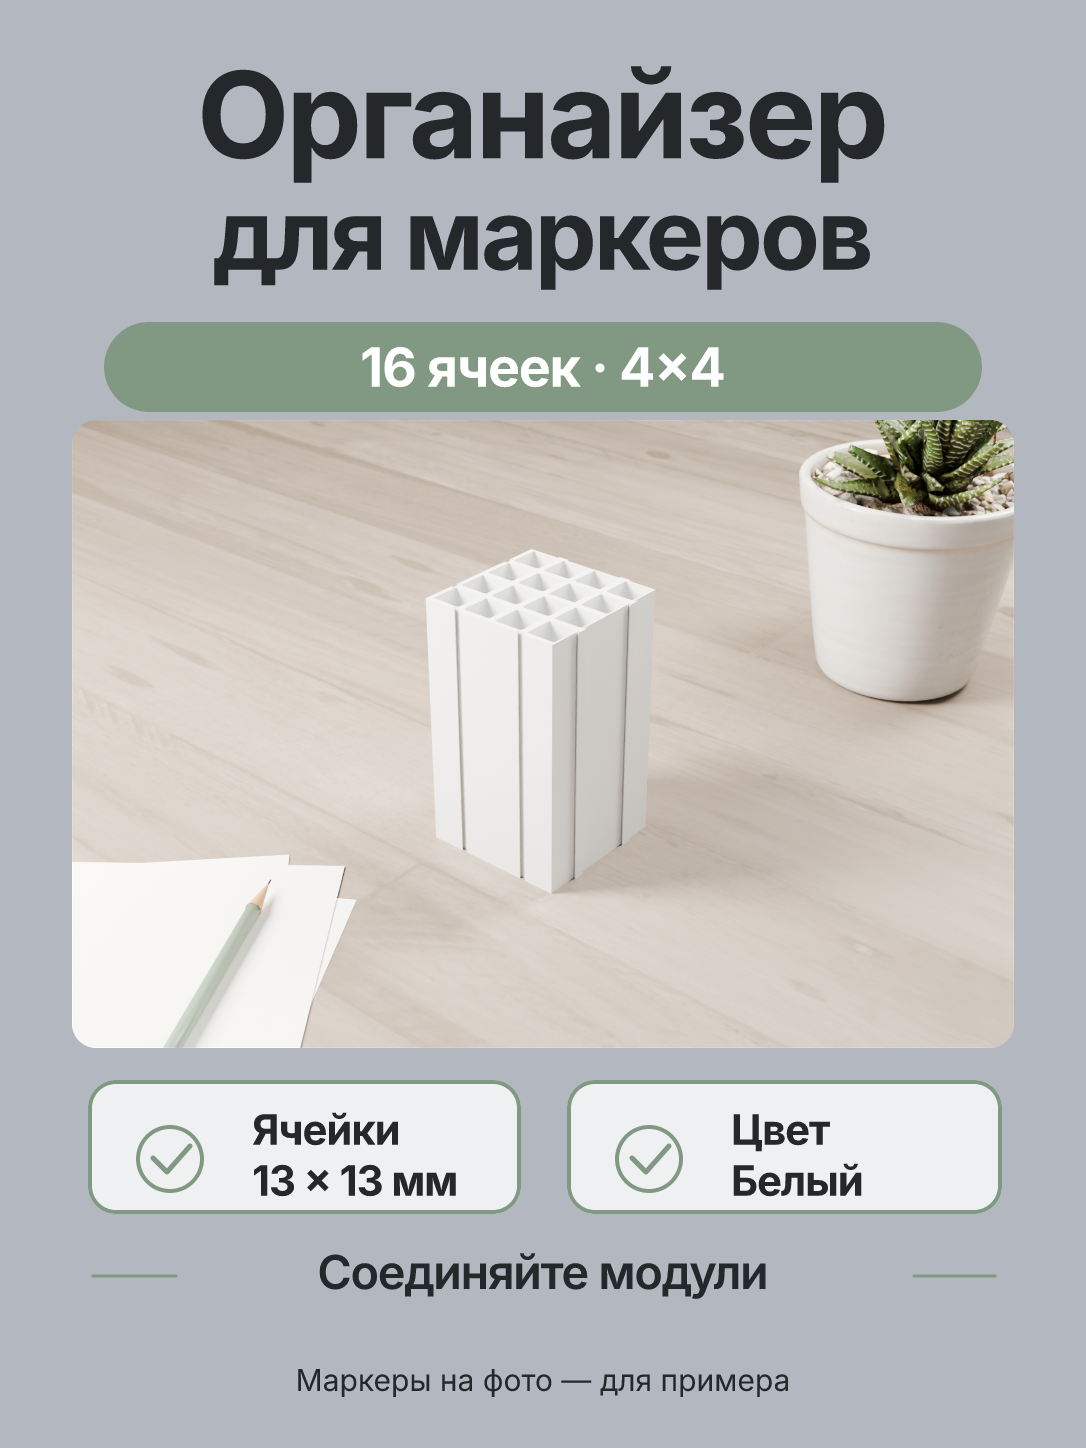 Органайзер
для маркеров
16 ячеек · 4×4
Ячейки
13 × 13 мм
Цвет
Белый
Соединяйте модули
Маркеры на фото — для примера